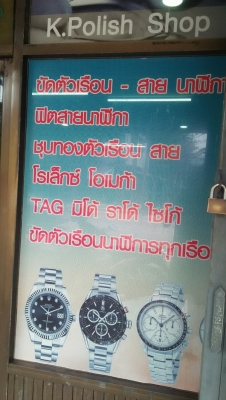 K.Polish Shop
ขัดตัวเรือน - สาย นาฬิกา
ฟิตสายนาฬิกา
ชุบทองตัวเรือน สาย
โรเล็กซ์ โอเมก้า
TAG มิโด้ ราโด้ ไซโก้
ขัดตัวเรือนนาฬิการทุกเรือ